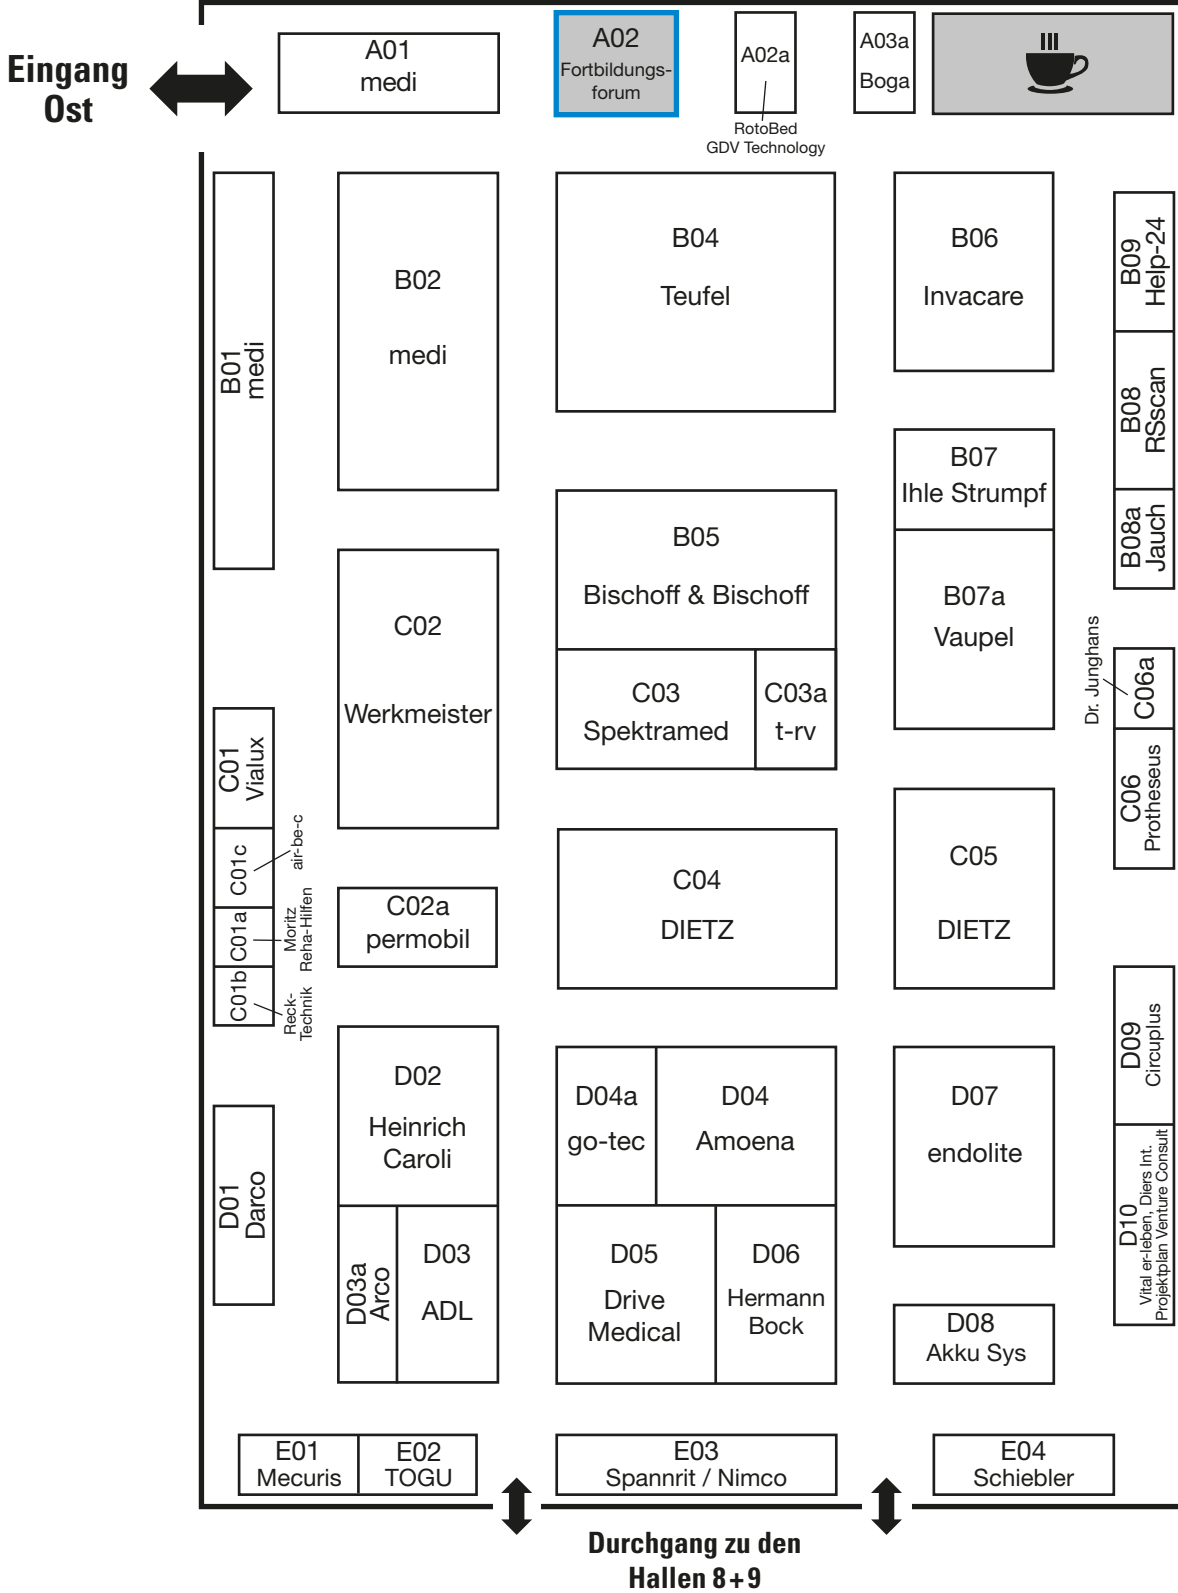 Eingang
Ost
A01
medi
A02
Fortbildungs-
forum
A02a
RotoBed
GDV Technology
A03a
Boga
B01
medi
B02
medi
B04
Teufel
B06
Invacare
B09
Help-24
B08
RSscan
B08a
Jauch
B07
Ihle Strumpf
B07a
Vaupel
B05
Bischoff & Bischoff
C03
Spektramed
C03a
t-rv
C02
Werkmeister
Dr. Junghans
C06a
C06
Protheseus
C01
Vialux
C01c
air-be-c
C01a
Moritz
Reha-Hilfen
C01b
Reck-
Technik
C02a
permobil
C04
DIETZ
C05
DIETZ
D09
Circuplus
D10
Vital er-leben, Diers Int.
Projektplan Venture Consult
D01
Darco
D02
Heinrich
Caroli
D03a
Arco
D03
ADL
D04a
go-tec
D04
Amoena
D05
Drive
Medical
D06
Hermann
Bock
D07
endolite
D08
Akku Sys
E01
Mecuris
E02
TOGU
E03
Spannrit / Nimco
E04
Schiebler
Durchgang zu den
Hallen 8+9